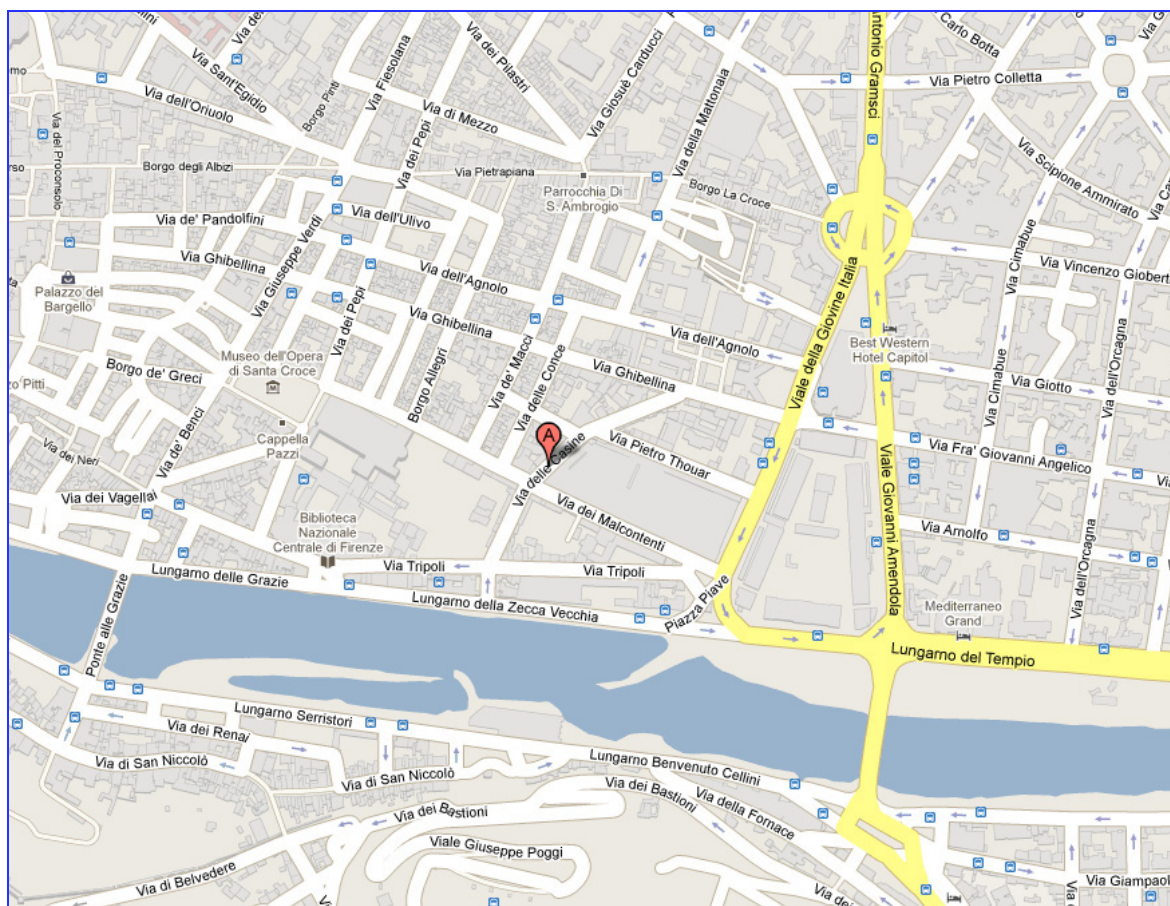 Via Sant'Egidio
Via dell'Oriuolo
Borgo Pinti
Via Fiesolana
Via dei Pilastri
Via Giosuè Carducci
Via della Mattonaia
Antonio Gramsci
Carlo Botta
Via Pietro Colletta
Via del Proconsolo
Via di Mezzo
Via dei Pepi
Borgo degli Albizi
Via Pietrapiana
Parrocchia Di
S. Ambrogio
Borgo La Croce
Via Scipione Ammirato
Via de' Pandolfini
Via dell'Ulivo
Via Ghibellina
Via Giuseppe Verdi
Via dell'Agnolo
Via Cimabue
Via Vincenzo Giobert
Palazzo del
Bargello
Via dei Pepi
Via Ghibellina
Viale della Giovine Italia
Via dell'Agnolo
Best Western
Hotel Capitol
Museo dell'Opera
di Santa Croce
Borgo de' Greci
Borgo Allegri
Via de' Macci
Via delle Conce
Via Ghibellina
Via Giotto
Via Cimabue
Via dell'Orcagna
zo Pitti
Via de' Benci
Cappella
Pazzi
A
Via delle Casine
Via Pietro Thouar
Via Fra' Giovanni Angelico
Via dei Neri
Via dei Vagellai
Biblioteca
Nazionale
Centrale di Firenze
Via dei Malcontenti
Viale Giovanni Amendola
Via Arnolfo
Via dell'Orcagna
Lungarno delle Grazie
Via Tripoli
Via Tripoli
Lungarno della Zecca Vecchia
Piazza Piave
Mediterraneo
Grand
Lungarno del Tempio
Ponte alle Grazie
Lungarno Serristori
Via dei Renai
Via di San Niccolò
Via di San Niccolò
Lungarno Benvenuto Cellini
Via dei Bastioni
Via dei Bastioni
Via della Fornace
Viale Giuseppe Poggi
Via di Belvedere
Via dei
Via Giampaol